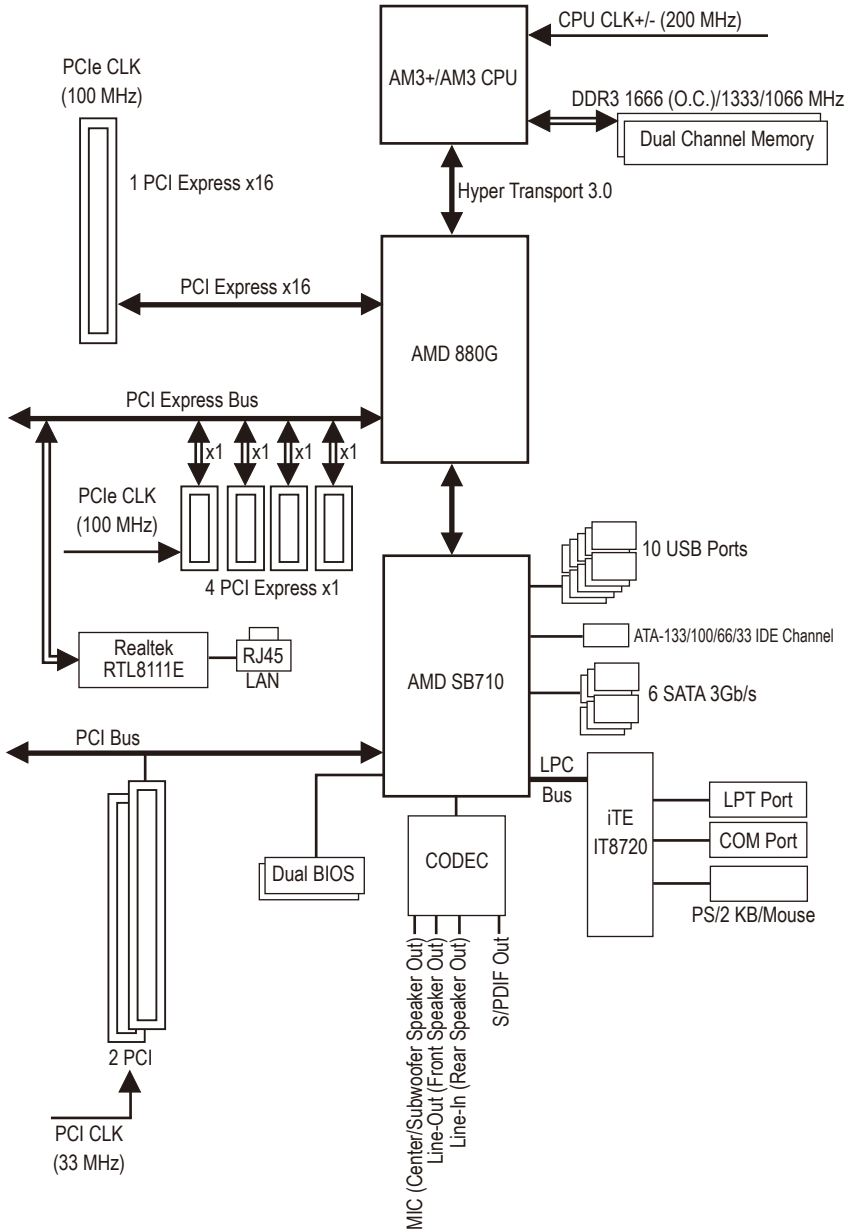 CPU CLK+/- (200 MHz)
PCIe CLK
(100 MHz)
AM3+/AM3 CPU
DDR3 1666 (O.C.)/1333/1066 MHz
Dual Channel Memory
1 PCI Express x16
Hyper Transport 3.0
PCI Express x16
AMD 880G
PCI Express Bus
x1
x1
x1
x1
PCIe CLK
(100 MHz)
4 PCI Express x1
10 USB Ports
ATA-133/100/66/33 IDE Channel
Realtek
RTL8111E
RJ45
LAN
AMD SB710
6 SATA 3Gb/s
PCI Bus
LPC
Bus
iTE
IT8720
LPT Port
COM Port
PS/2 KB/Mouse
Dual BIOS
CODEC
MIC (Center/Subwoofer Speaker Out)
Line-Out (Front Speaker Out)
Line-In (Rear Speaker Out)
S/PDIF Out
2 PCI
PCI CLK
(33 MHz)